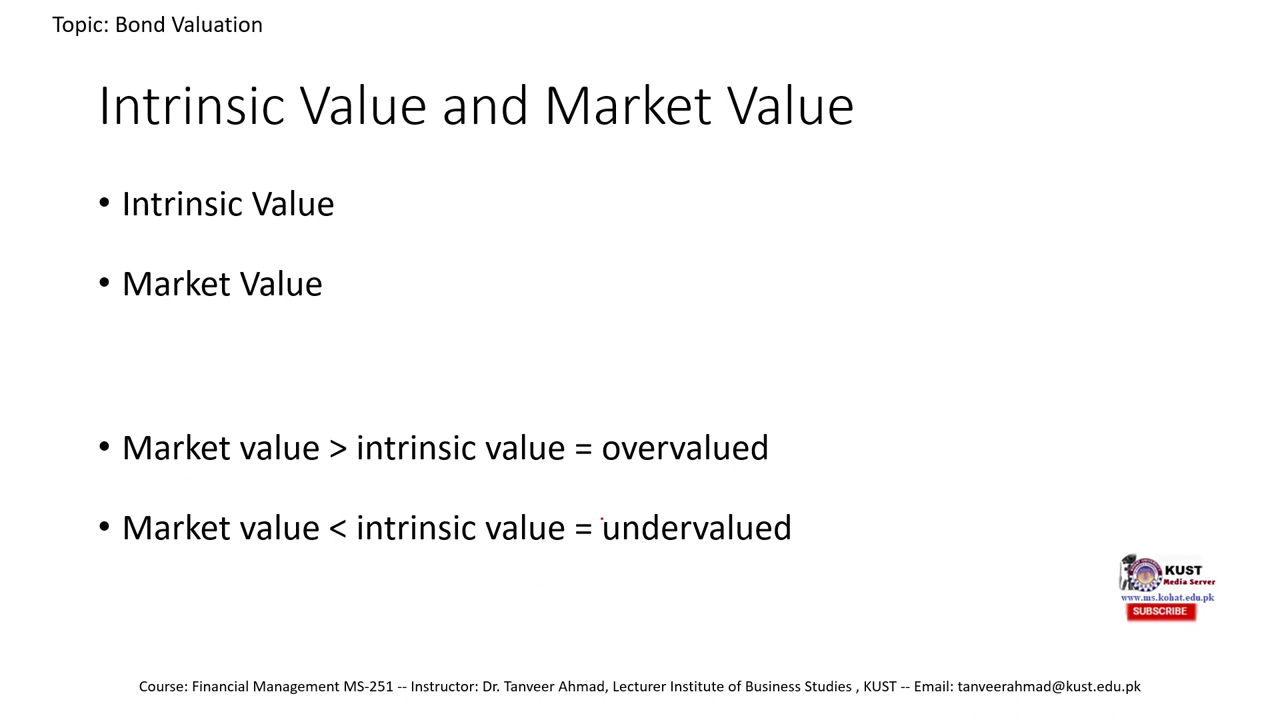 Topic: Bond Valuation
Intrinsic Value and Market Value
• Intrinsic Value
• Market Value
• Market value > intrinsic value = overvalued
• Market value < intrinsic value = undervalued
KUST
Media Server
www.ms.kohat.edu.pk
SUBSCRIBE
Course: Financial Management MS-251 -- Instructor: Dr. Tanveer Ahmad, Lecturer Institute of Business Studies , KUST -- Email: tanveerahmad@kust.edu.pk